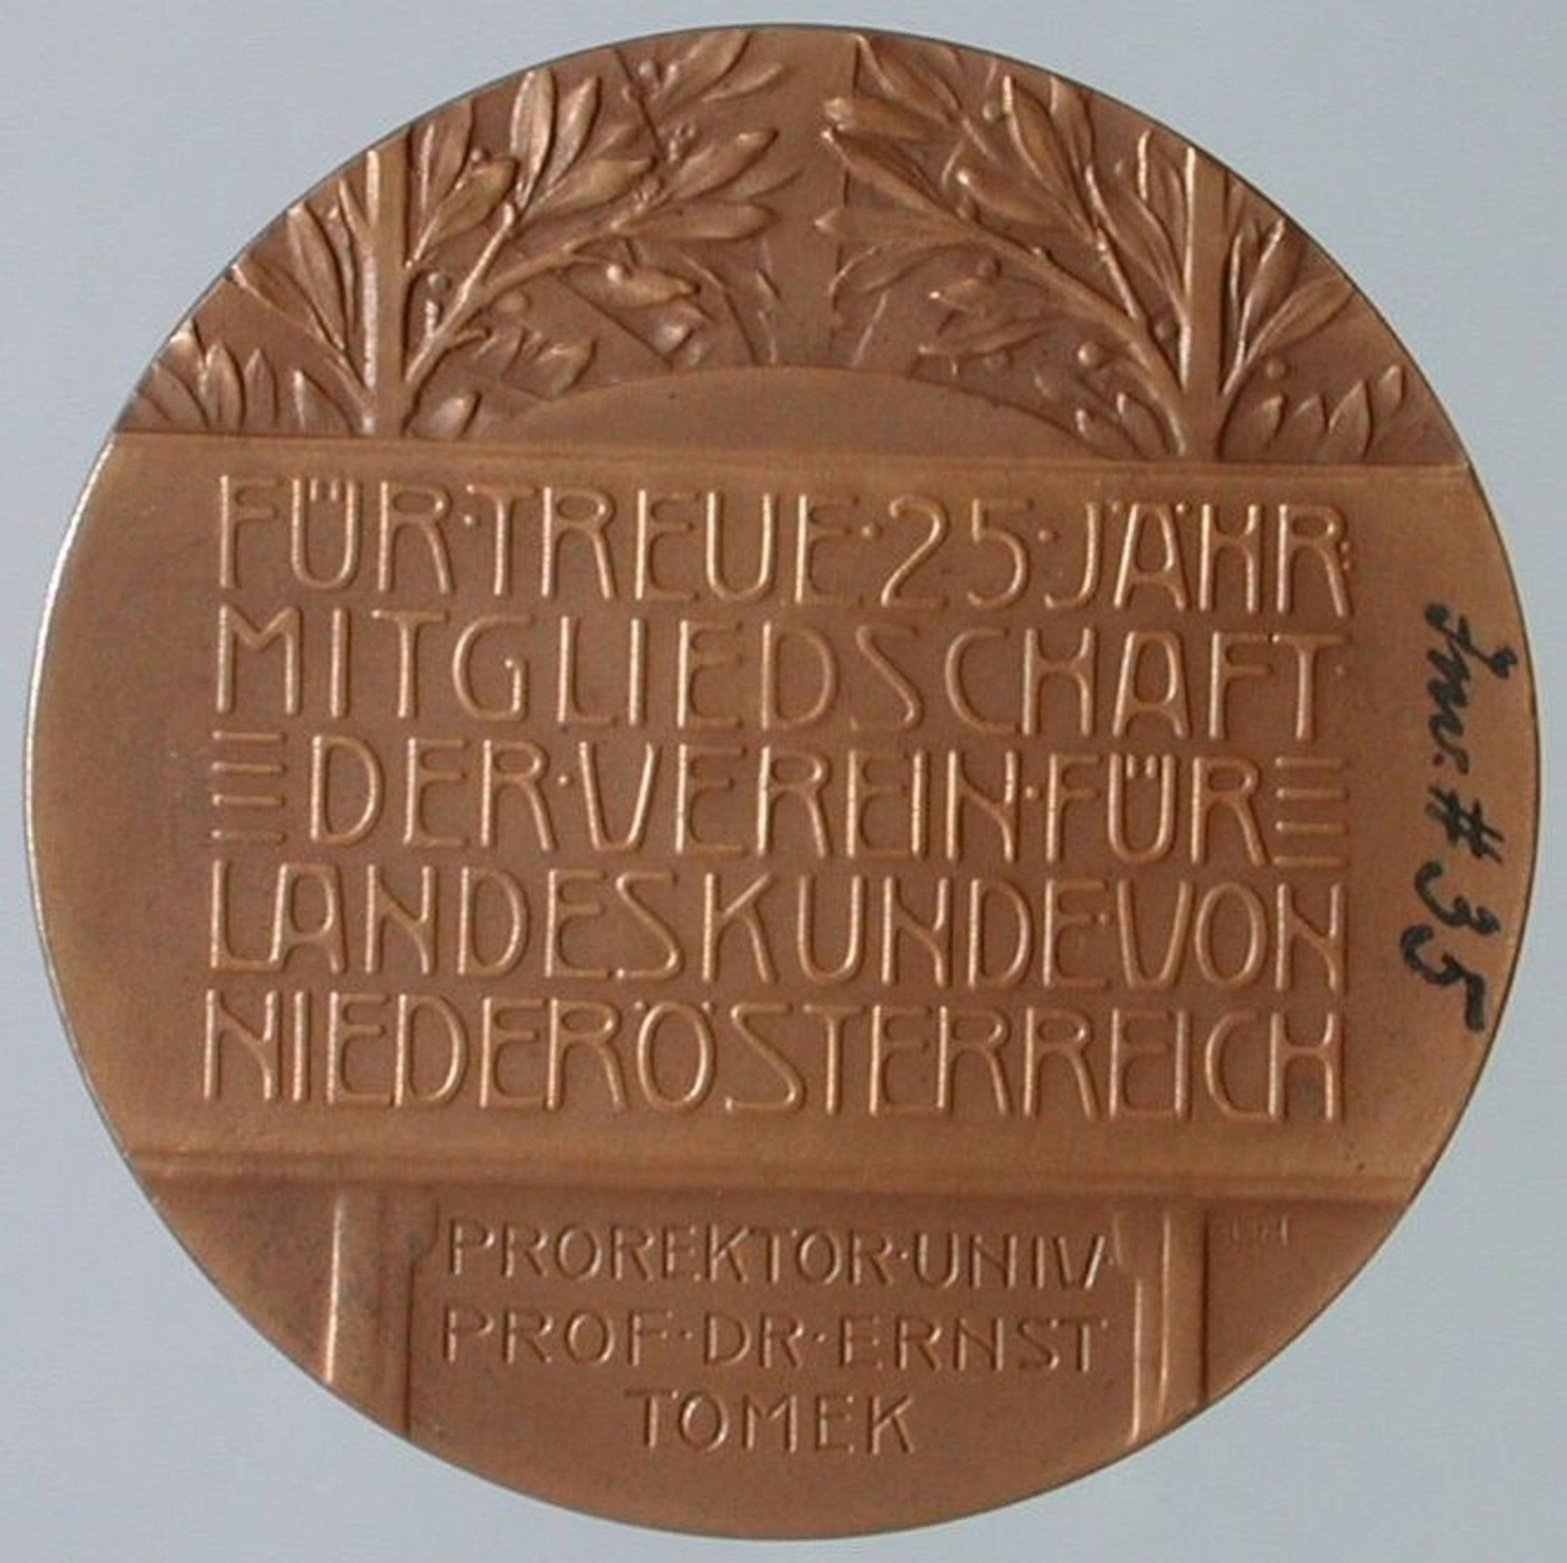 FÜR·TREUE·25·JÄHR·
MITGLIEDSCHAFT·
DER·VEREIN·FÜR
LANDESKUNDE·VON
NIEDERÖSTERREICH
PROREKTOR·UNIV
PROF·DR·ERNST
TOMEK
Inv. # 35